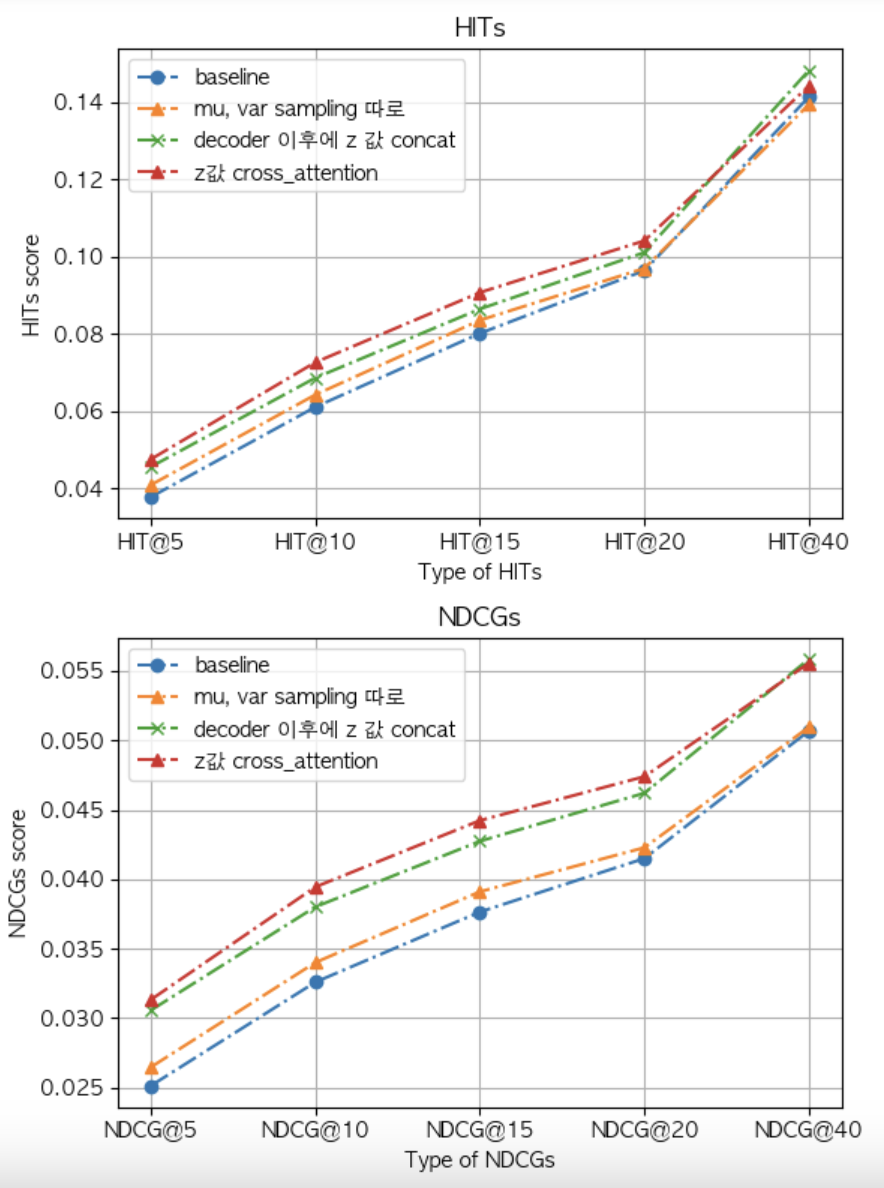 HITs
baseline
mu, var sampling 따로
decoder 이후에 z 값 concat
z값 cross_attention
0.14
0.12
0.10
0.08
0.06
0.04
HITs score
HIT@5 HIT@10 HIT@15 HIT@20 HIT@40
Type of HITs
NDCGs
baseline
mu, var sampling 따로
decoder 이후에 z 값 concat
z값 cross_attention
0.055
0.050
0.045
0.040
0.035
0.030
0.025
NDCGs score
NDCG@5 NDCG@10 NDCG@15 NDCG@20 NDCG@40
Type of NDCGs